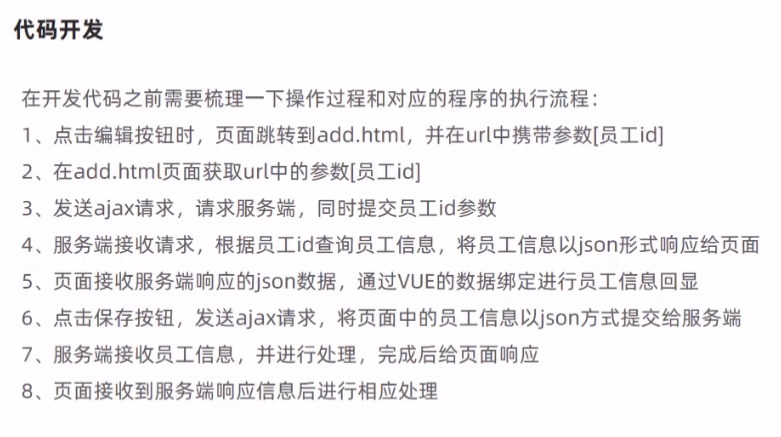 代码开发
在开发代码之前需要梳理一下操作过程和对应的程序的执行流程：
1、点击编辑按钮时，页面跳转到add.html，并在url中携带参数[员工id]
2、在add.html页面获取url中的参数[员工id]
3、发送ajax请求，请求服务端，同时提交员工id参数
4、服务端接收请求，根据员工id查询员工信息，将员工信息以json形式响应给页面
5、页面接收服务端响应的json数据，通过VUE的数据绑定进行员工信息回显
6、点击保存按钮，发送ajax请求，将页面中的员工信息以json方式提交给服务端
7、服务端接收员工信息，并进行处理，完成后给页面响应
8、页面接收到服务端响应信息后进行相应处理